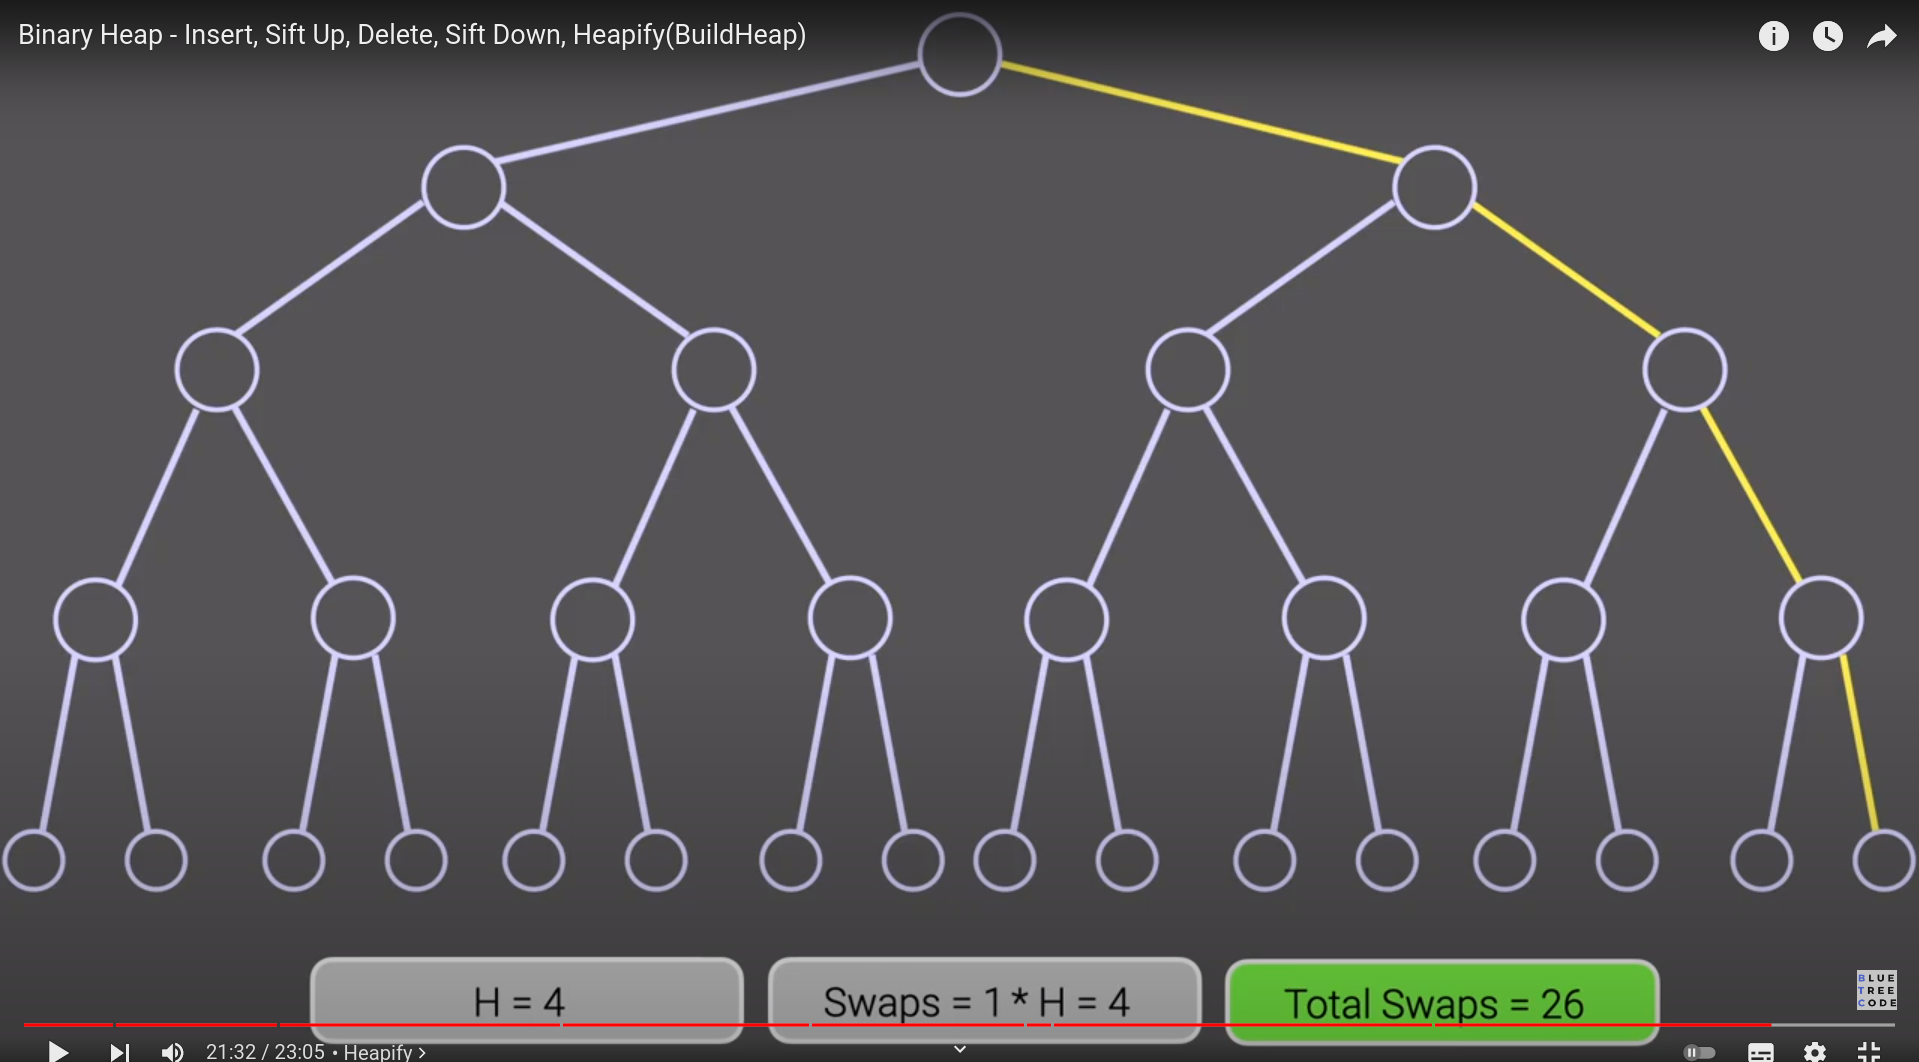 Binary Heap - Insert, Sift Up, Delete, Sift Down, Heapify(BuildHeap)
H = 4
Swaps = 1 * H = 4
Total Swaps = 26
BLUE
TREE
CODE
21:32 / 23:05 • Heapify >